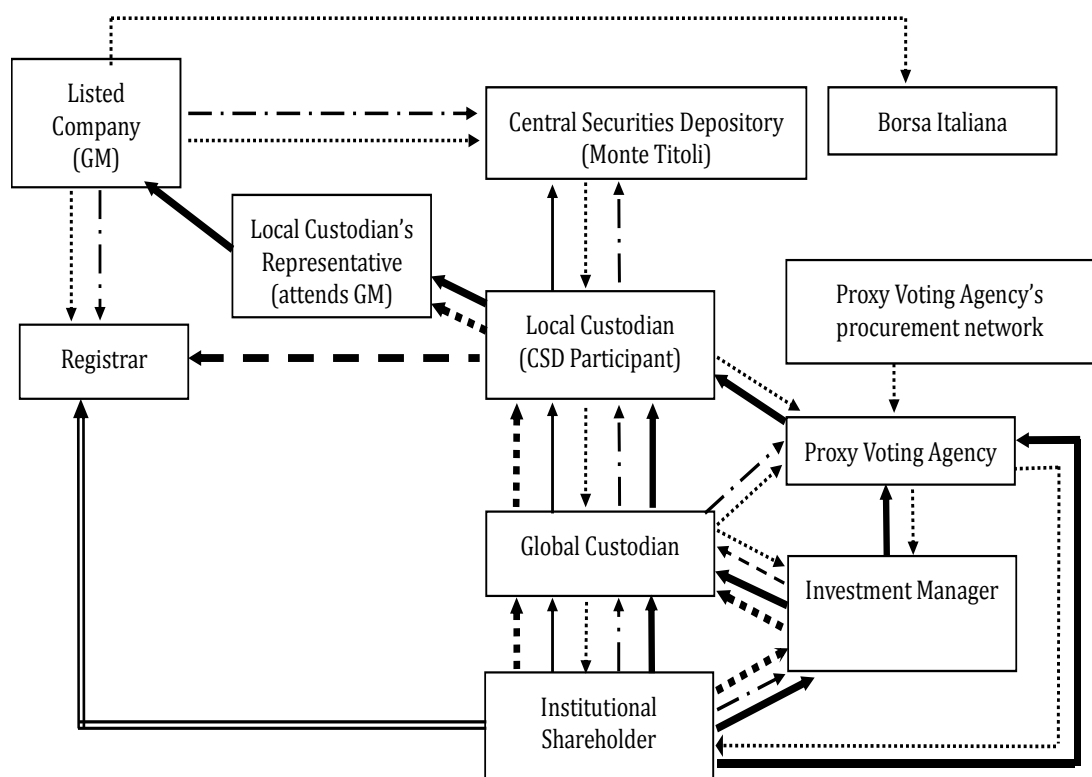 Listed
Company
(GM)
Central Securities Depository
(Monte Titoli)
Borsa Italiana
Local Custodian's
Representative
(attends GM)
Proxy Voting Agency's
procurement network
Local Custodian
(CSD Participant)
Registrar
Proxy Voting Agency
Global Custodian
Investment Manager
Institutional
Shareholder